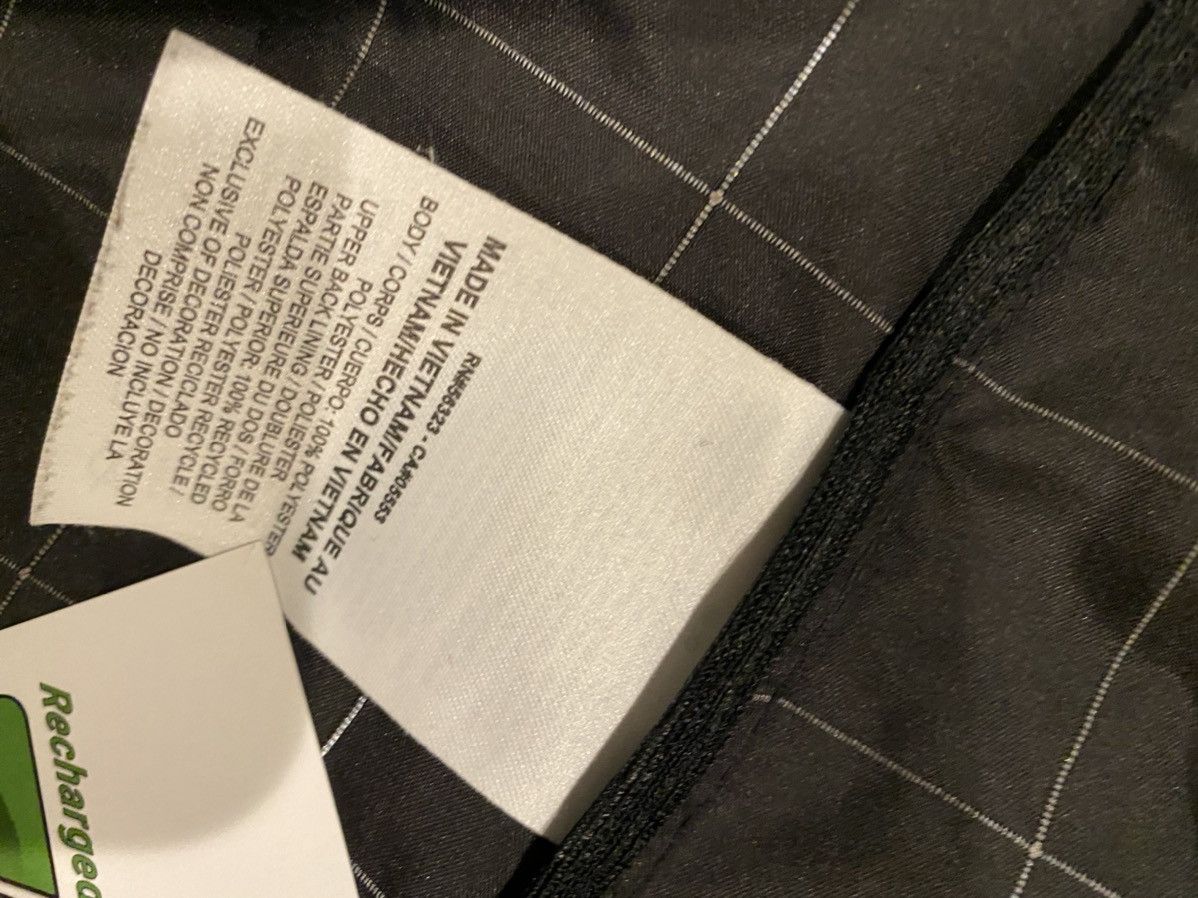 RN#56323 - CA#05553
MADE IN VIETNAM/FABRIQUE AU
VIETNAM/HECHO EN VIETNAM
BODY / CORPS / CUERPO: 100% POLYESTER /
POLYESTER / POLIESTER
UPPER BACK LINING / DOUBLURE DE LA
PARTIE SUPERIEURE DU DOS / FORRO
ESPALDA SUPERIOR: 100% RECYCLED
POLYESTER / POLYESTER RECYCLE /
POLIESTER RECICLADO
EXCLUSIVE OF DECORATION / DECORATION
NON COMPRISE / NO INCLUYE LA
DECORACION
Recharged